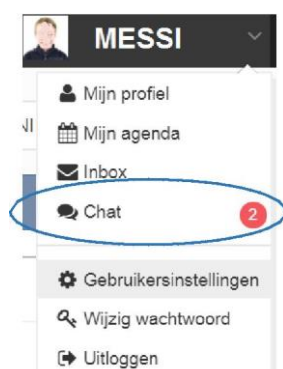 MESSI
Mijn profiel
Mijn agenda
Inbox
Chat 2
Gebruikersinstellingen
Wijzig wachtwoord
Uitloggen